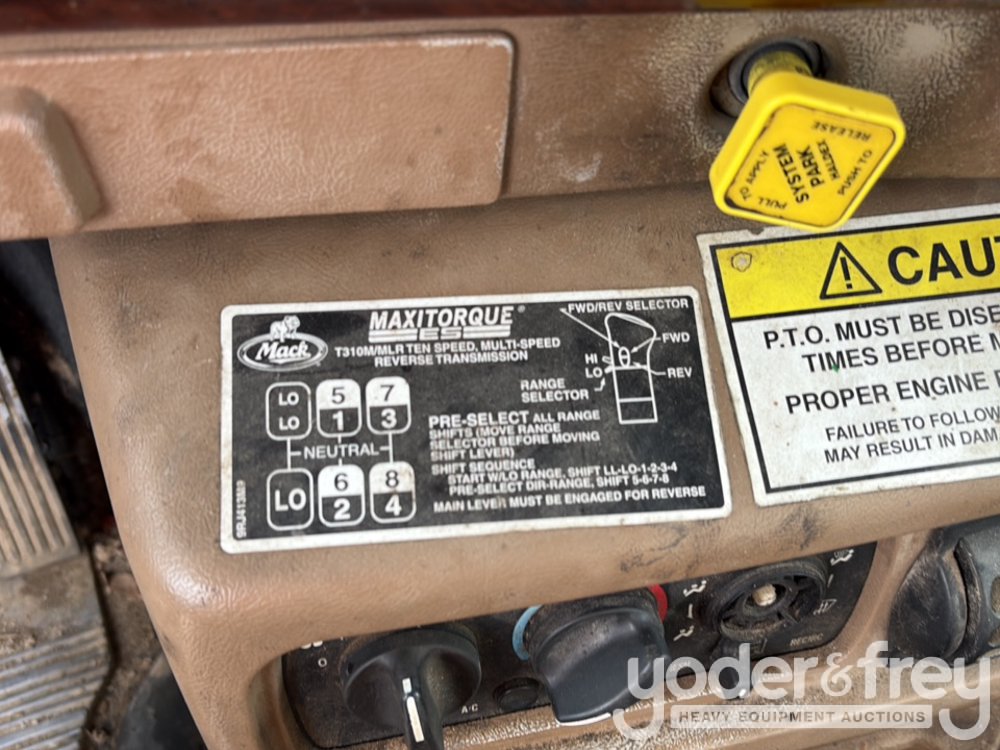 PULL TO APPLY
SYSTEM
PARK
HALDEX
PUSH TO RELEASE
Mack
MAXITORQUE®
ES
T310M/MLR TEN SPEED, MULTI-SPEED
REVERSE TRANSMISSION
FWD/REV SELECTOR
FWD
HI
LO
REV
RANGE
SELECTOR
LO
LO
5
1
7
3
NEUTRAL
LO
6
2
8
4
PRE-SELECT ALL RANGE
SHIFTS (MOVE RANGE
SELECTOR BEFORE MOVING
SHIFT LEVER)
SHIFT SEQUENCE
START W/LO RANGE, SHIFT LL-LO-1-2-3-4
PRE-SELECT DIR-RANGE, SHIFT 5-6-7-8
MAIN LEVER MUST BE ENGAGED FOR REVERSE
CAU
P.T.O. MUST BE DISE
TIMES BEFORE M
PROPER ENGINE
FAILURE TO FOLLOW
MAY RESULT IN DAM
A/C
REC/RC
yoder&frey
HEAVY EQUIPMENT AUCTIONS